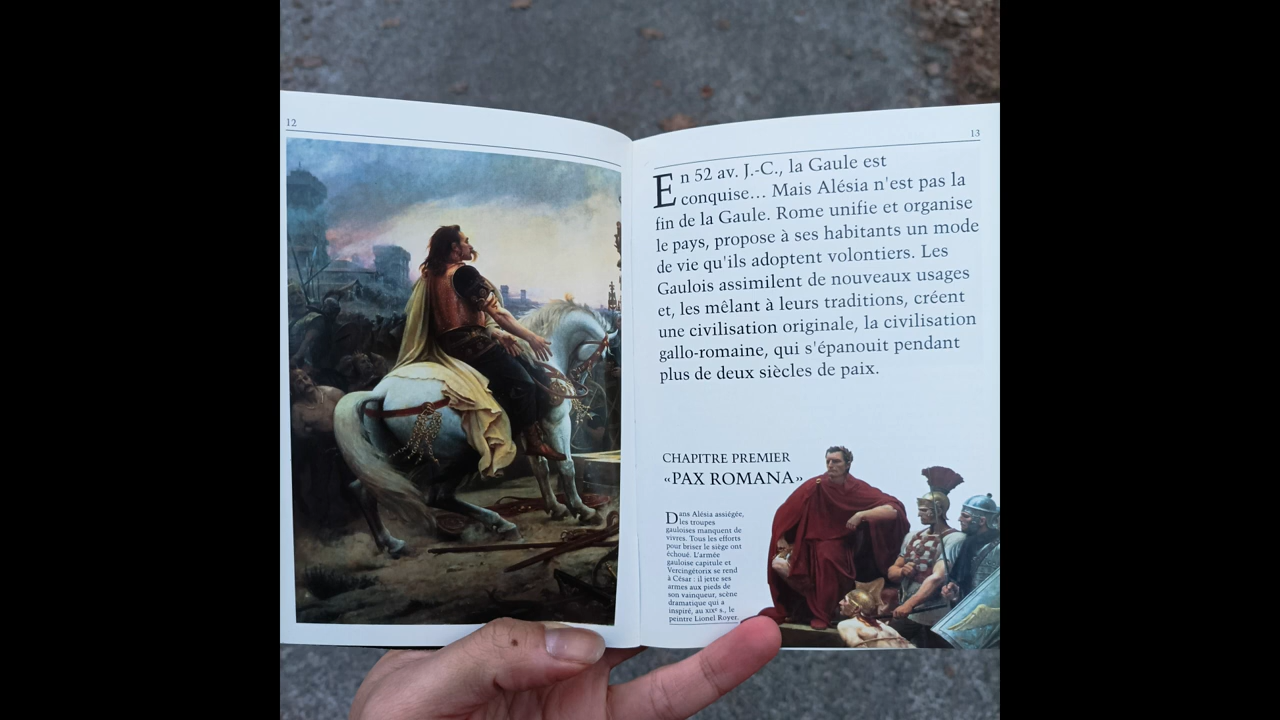 12
13
En 52 av. J.-C., la Gaule est
conquise... Mais Alésia n'est pas la
fin de la Gaule. Rome unifie et organise
le pays, propose à ses habitants un mode
de vie qu'ils adoptent volontiers. Les
Gaulois assimilent de nouveaux usages
et, les mêlant à leurs traditions, créent
une civilisation originale, la civilisation
gallo-romaine, qui s'épanouit pendant
plus de deux siècles de paix.
CHAPITRE PREMIER
«PAX ROMANA»
Dans Alésia assiégée,
les troupes
gauloises manquent de
vivres. Tous les efforts
pour briser le siège ont
échoué. L'armée
gauloise capitule et
Vercingétorix se rend
à César : il jette ses
armes aux pieds de
son vainqueur, scène
dramatique qui a
inspiré, au XIXe s., le
peintre Lionel Royer.